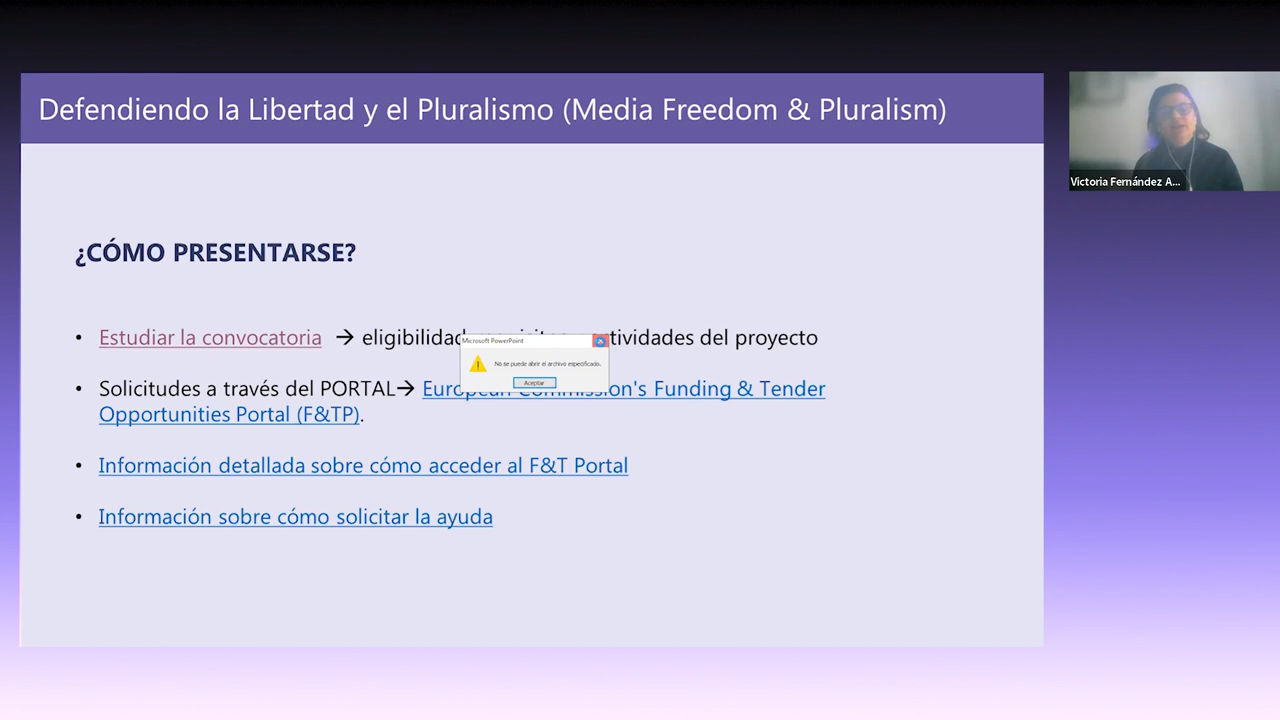 Defendiendo la Libertad y el Pluralismo (Media Freedom & Pluralism)
Victoria Fernández A...
¿CÓMO PRESENTARSE?
• Estudiar la convocatoria → eligibilidad tividades del proyecto
Microsoft PowerPoint
No se puede abrir el archivo especificado.
Aceptar
• Solicitudes a través del PORTAL→ European Commission's Funding & Tender
Opportunities Portal (F&TP).
• Información detallada sobre cómo acceder al F&T Portal
• Información sobre cómo solicitar la ayuda